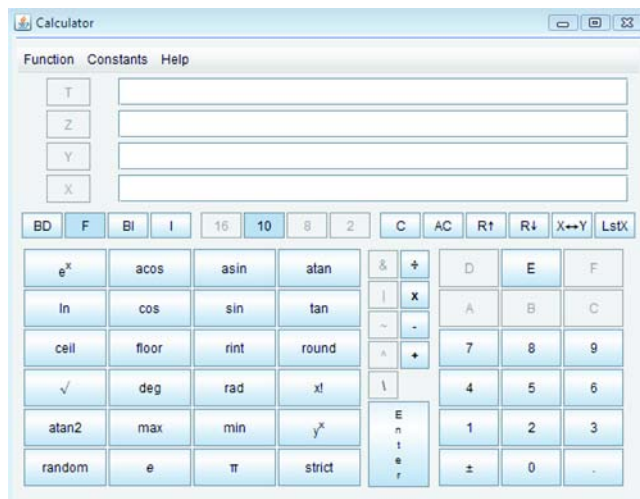 Calculator
Function Constants Help
T
Z
Y
X
BD F BI I 16 10 8 2 C AC R↑ R↓ X↔Y LstX
eˣ acos asin atan & ÷ D E F
ln cos sin tan | x A B C
~ -
ceil floor rint round ^ + 7 8 9
√ deg rad x! \ 4 5 6
atan2 max min yˣ Enter 1 2 3
random e π strict ± 0 .